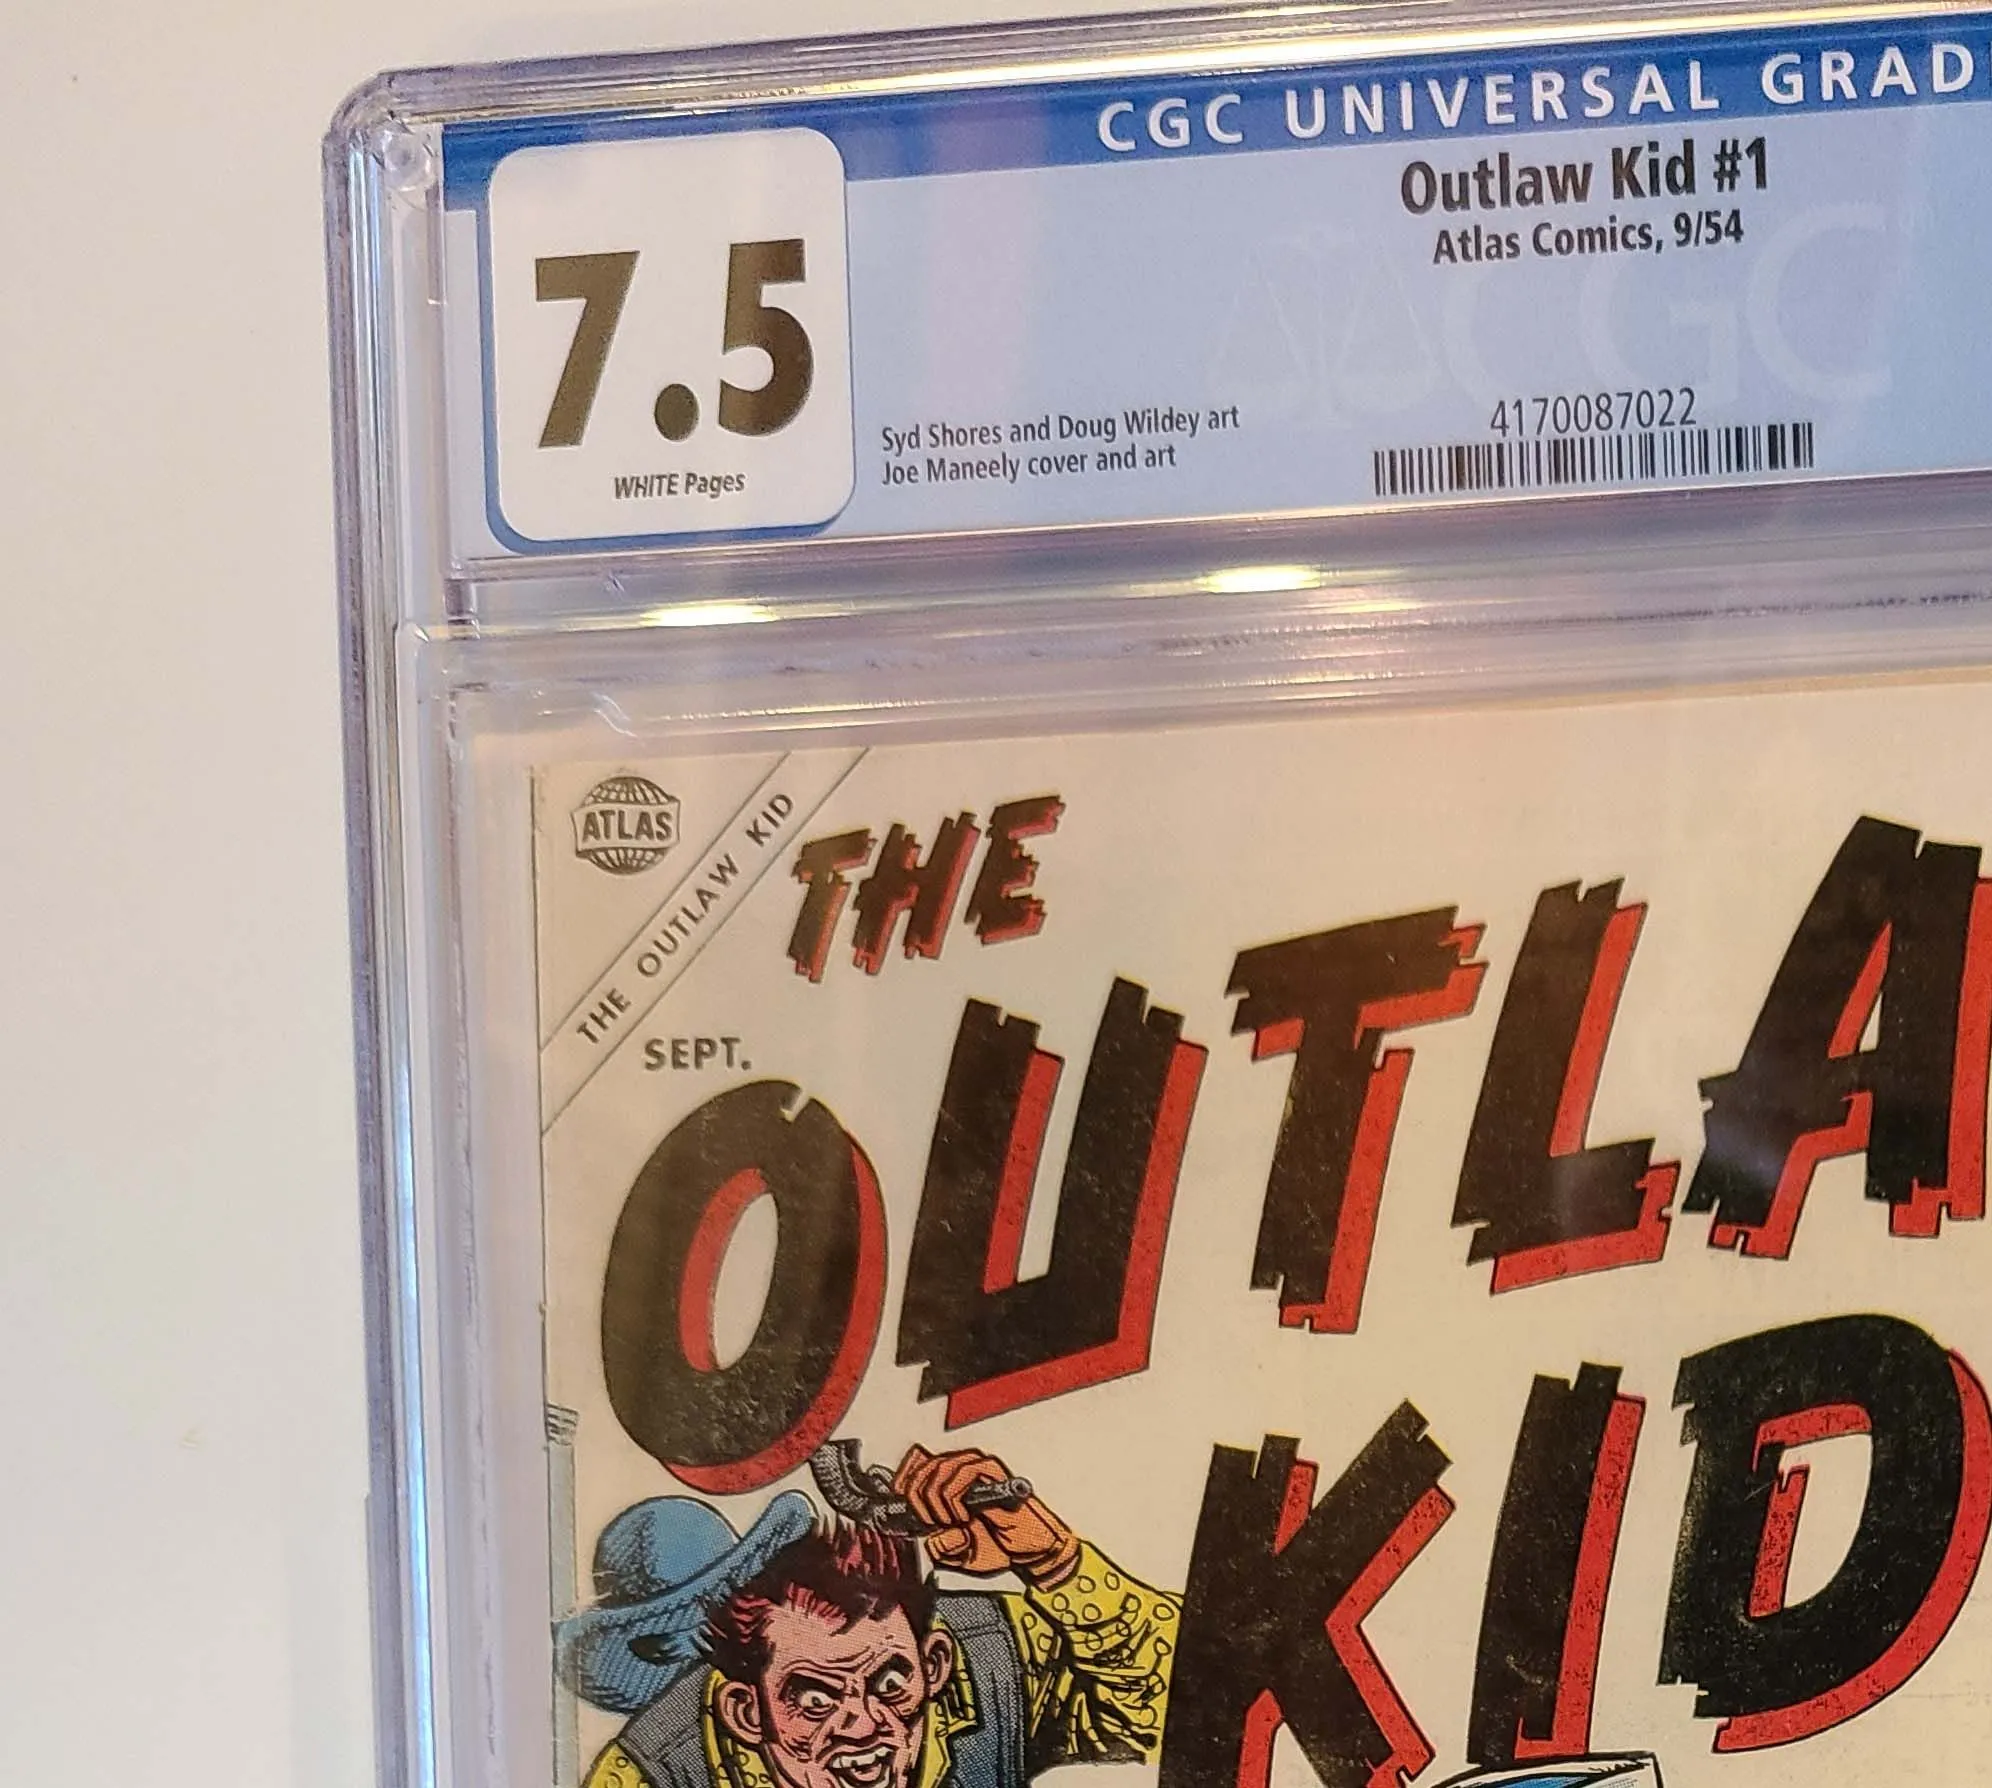 CGC UNIVERSAL GRAD
Outlaw Kid #1
Atlas Comics, 9/54
7.5
WHITE Pages
Syd Shores and Doug Wildey art
Joe Maneely cover and art
4170087022
CGC
ATLAS
THE OUTLAW KID
SEPT.
THE
OUTLA
KID